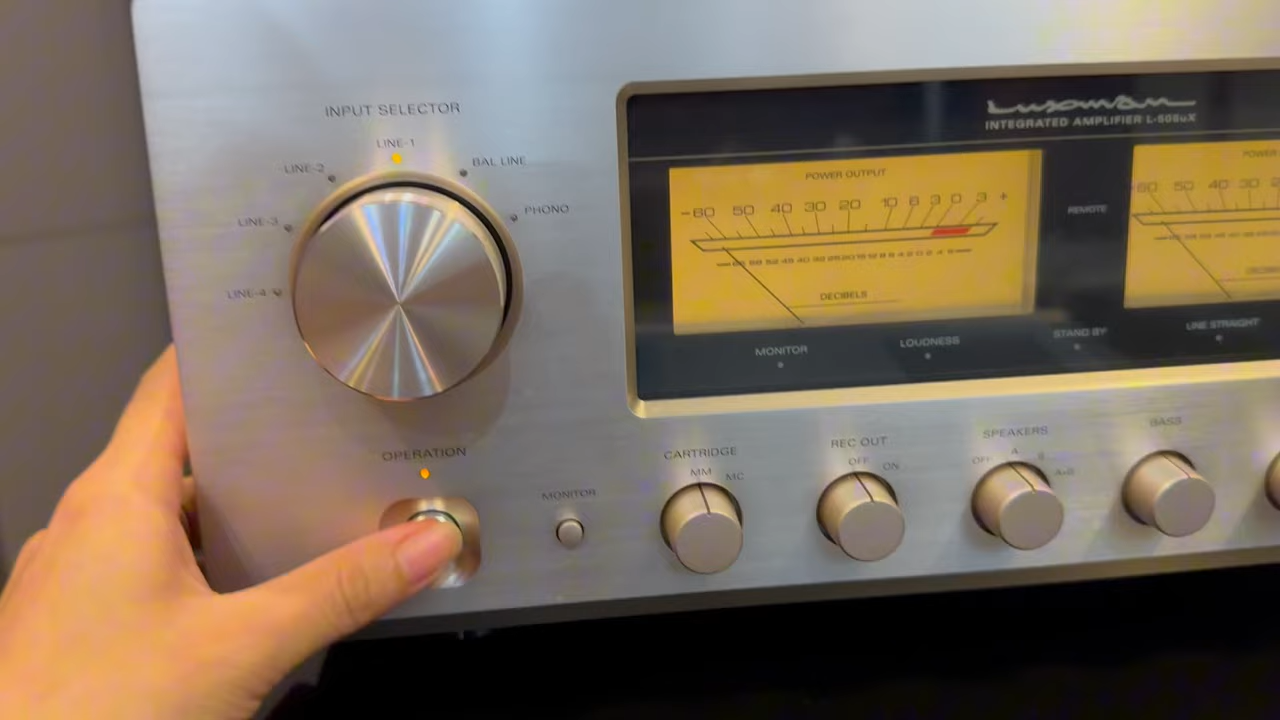 INPUT SELECTOR
LINE-1
LINE-2
BAL LINE
LINE-3
PHONO
LINE-4
OPERATION
MONITOR
LUXMAN
INTEGRATED AMPLIFIER L-508uX
POWER OUTPUT
-60 50 40 30 20 10 6 3 0 3 +
DECIBELS
REMOTE
POWER
60 50 40 30
MONITOR
LOUDNESS
STAND BY
LINE STRAIGHT
CARTRIDGE
MM MC
REC OUT
OFF ON
SPEAKERS
OFF A B A+B
BASS